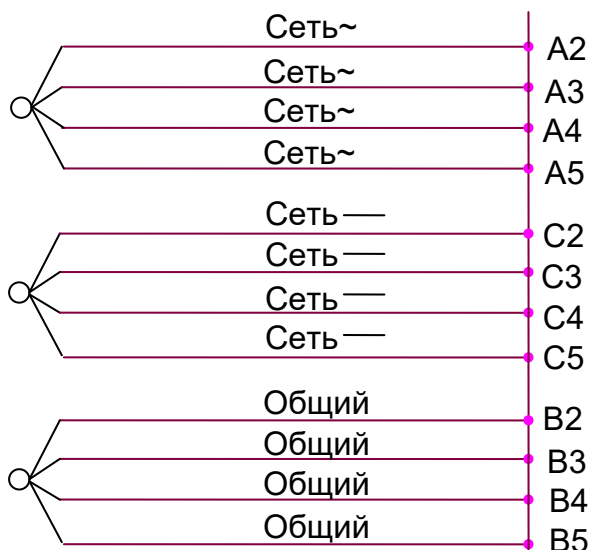 Сеть~ A2
Сеть~ A3
Сеть~ A4
Сеть~ A5
Сеть — C2
Сеть — C3
Сеть — C4
Сеть — C5
Общий B2
Общий B3
Общий B4
Общий B5